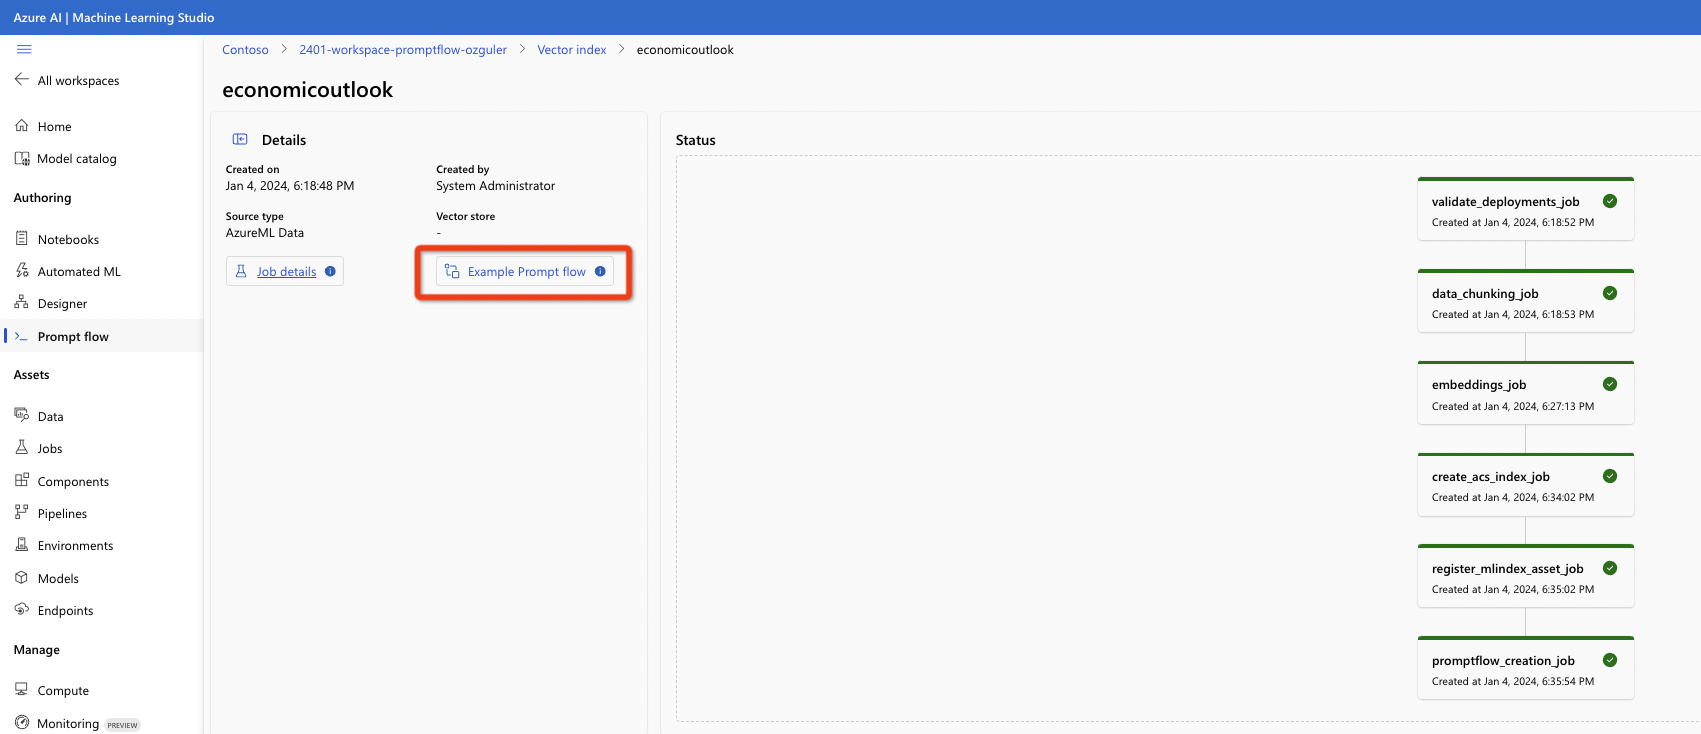 Azure AI | Machine Learning Studio
All workspaces
Home
Model catalog
Authoring
Notebooks
Automated ML
Designer
Prompt flow
Assets
Data
Jobs
Components
Pipelines
Environments
Models
Endpoints
Manage
Compute
Monitoring PREVIEW
Contoso > 2401-workspace-promptflow-ozguler > Vector index > economicoutlook
economicoutlook
Details
Created on
Jan 4, 2024, 6:18:48 PM
Created by
System Administrator
Source type
AzureML Data
Vector store
-
Job details
Example Prompt flow
Status
validate_deployments_job
Created at Jan 4, 2024, 6:18:52 PM
data_chunking_job
Created at Jan 4, 2024, 6:18:53 PM
embeddings_job
Created at Jan 4, 2024, 6:27:13 PM
create_acs_index_job
Created at Jan 4, 2024, 6:34:02 PM
register_mlindex_asset_job
Created at Jan 4, 2024, 6:35:02 PM
promptflow_creation_job
Created at Jan 4, 2024, 6:35:54 PM